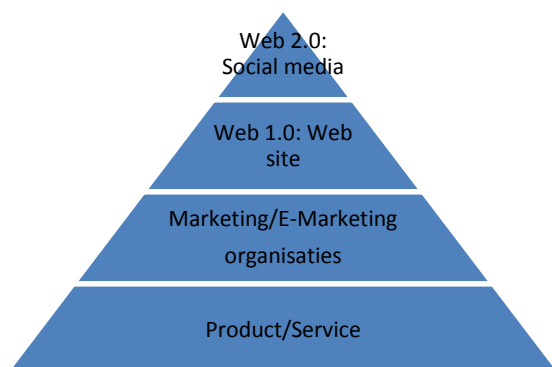 Web 2.0:
Social media
Web 1.0: Web
site
Marketing/E-Marketing
organisaties
Product/Service